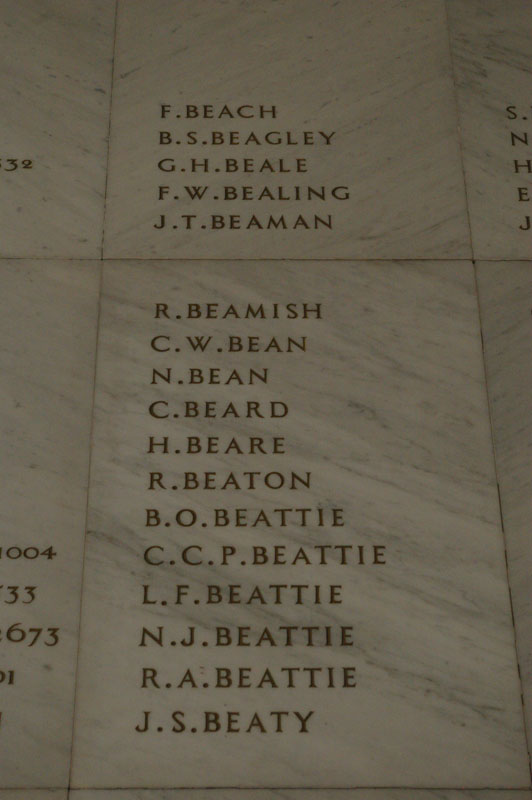 F.BEACH
B.S.BEAGLEY
G.H.BEALE
F.W.BEALING
J.T.BEAMAN
R.BEAMISH
C.W.BEAN
N.BEAN
C.BEARD
H.BEARE
R.BEATON
B.O.BEATTIE
C.C.P.BEATTIE
L.F.BEATTIE
N.J.BEATTIE
R.A.BEATTIE
J.S.BEATY